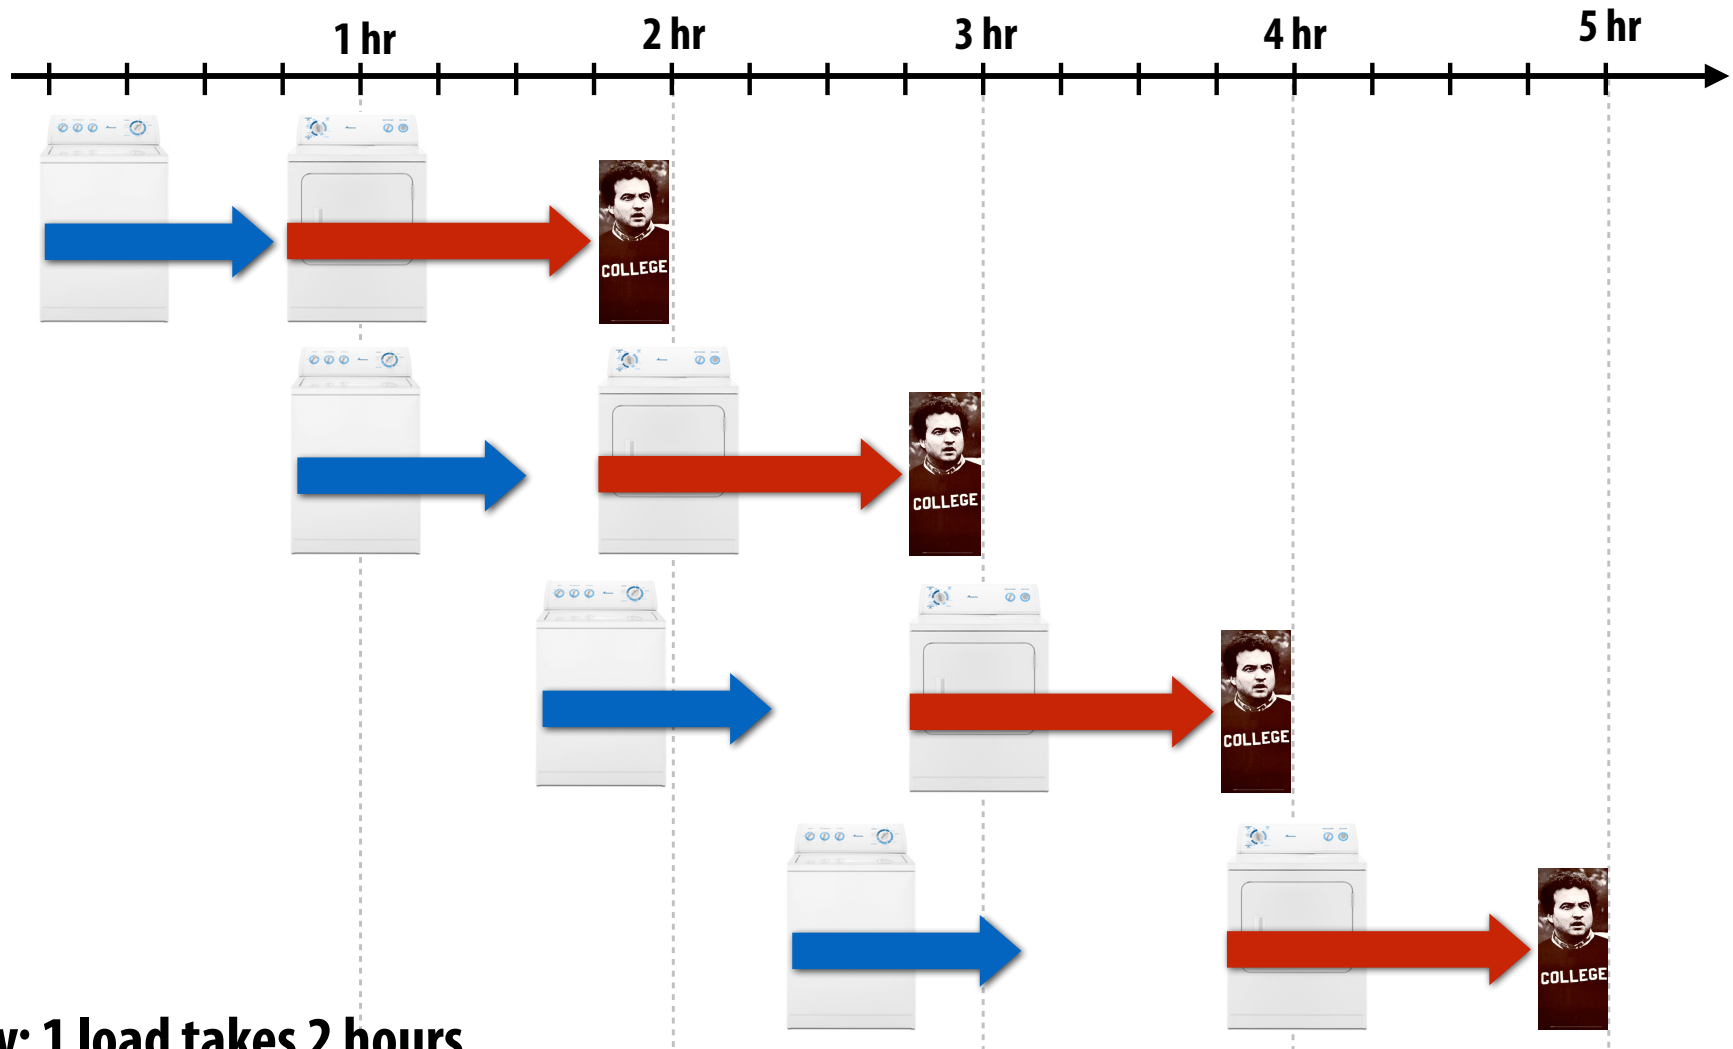 1 hr
2 hr
3 hr
4 hr
5 hr
COLLEGE
COLLEGE
COLLEGE
COLLEGE
1 load takes 2 hours